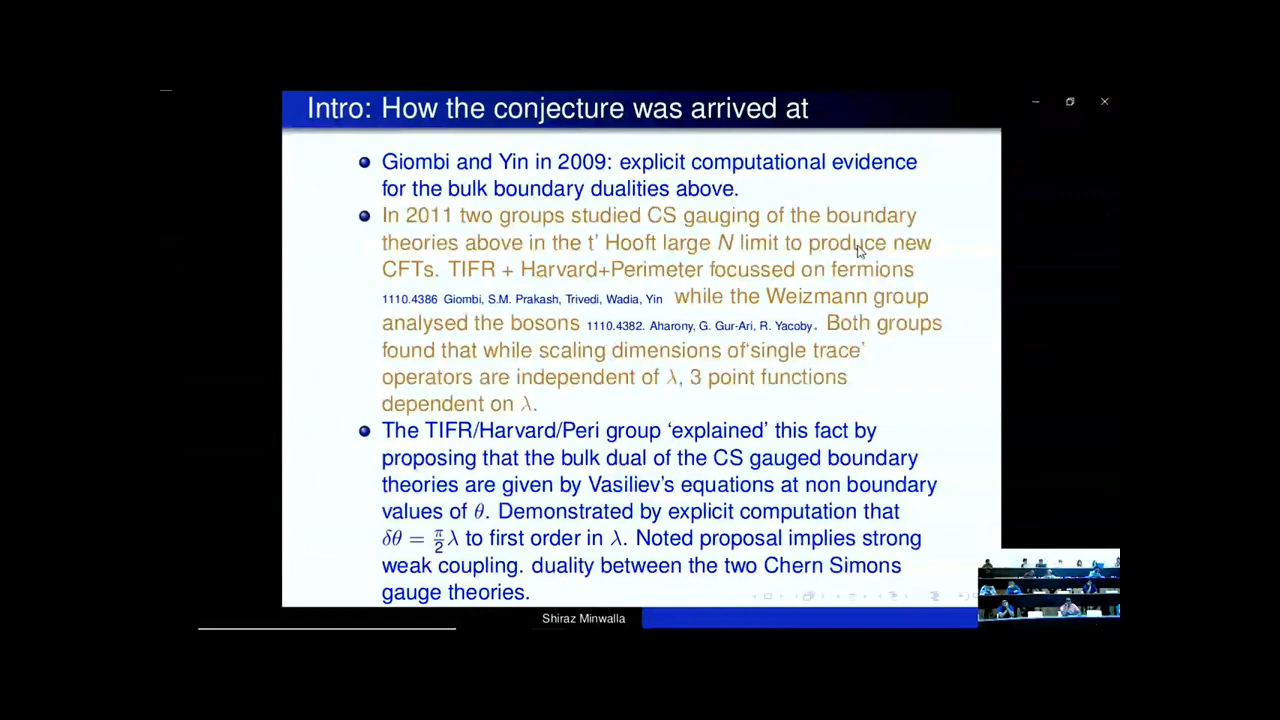 Intro: How the conjecture was arrived at
Giombi and Yin in 2009: explicit computational evidence
for the bulk boundary dualities above.
In 2011 two groups studied CS gauging of the boundary
theories above in the t' Hooft large N limit to produce new
CFTs. TIFR + Harvard+Perimeter focussed on fermions
1110.4386 Giombi, S.M. Prakash, Trivedi, Wadia, Yin while the Weizmann group
analysed the bosons 1110.4382. Aharony, G. Gur-Ari, R. Yacoby. Both groups
found that while scaling dimensions of'single trace'
operators are independent of λ, 3 point functions
dependent on λ.
The TIFR/Harvard/Peri group 'explained' this fact by
proposing that the bulk dual of the CS gauged boundary
theories are given by Vasiliev's equations at non boundary
values of θ. Demonstrated by explicit computation that
δθ = π/2 λ to first order in λ. Noted proposal implies strong
weak coupling. duality between the two Chern Simons
gauge theories.
Shiraz Minwalla